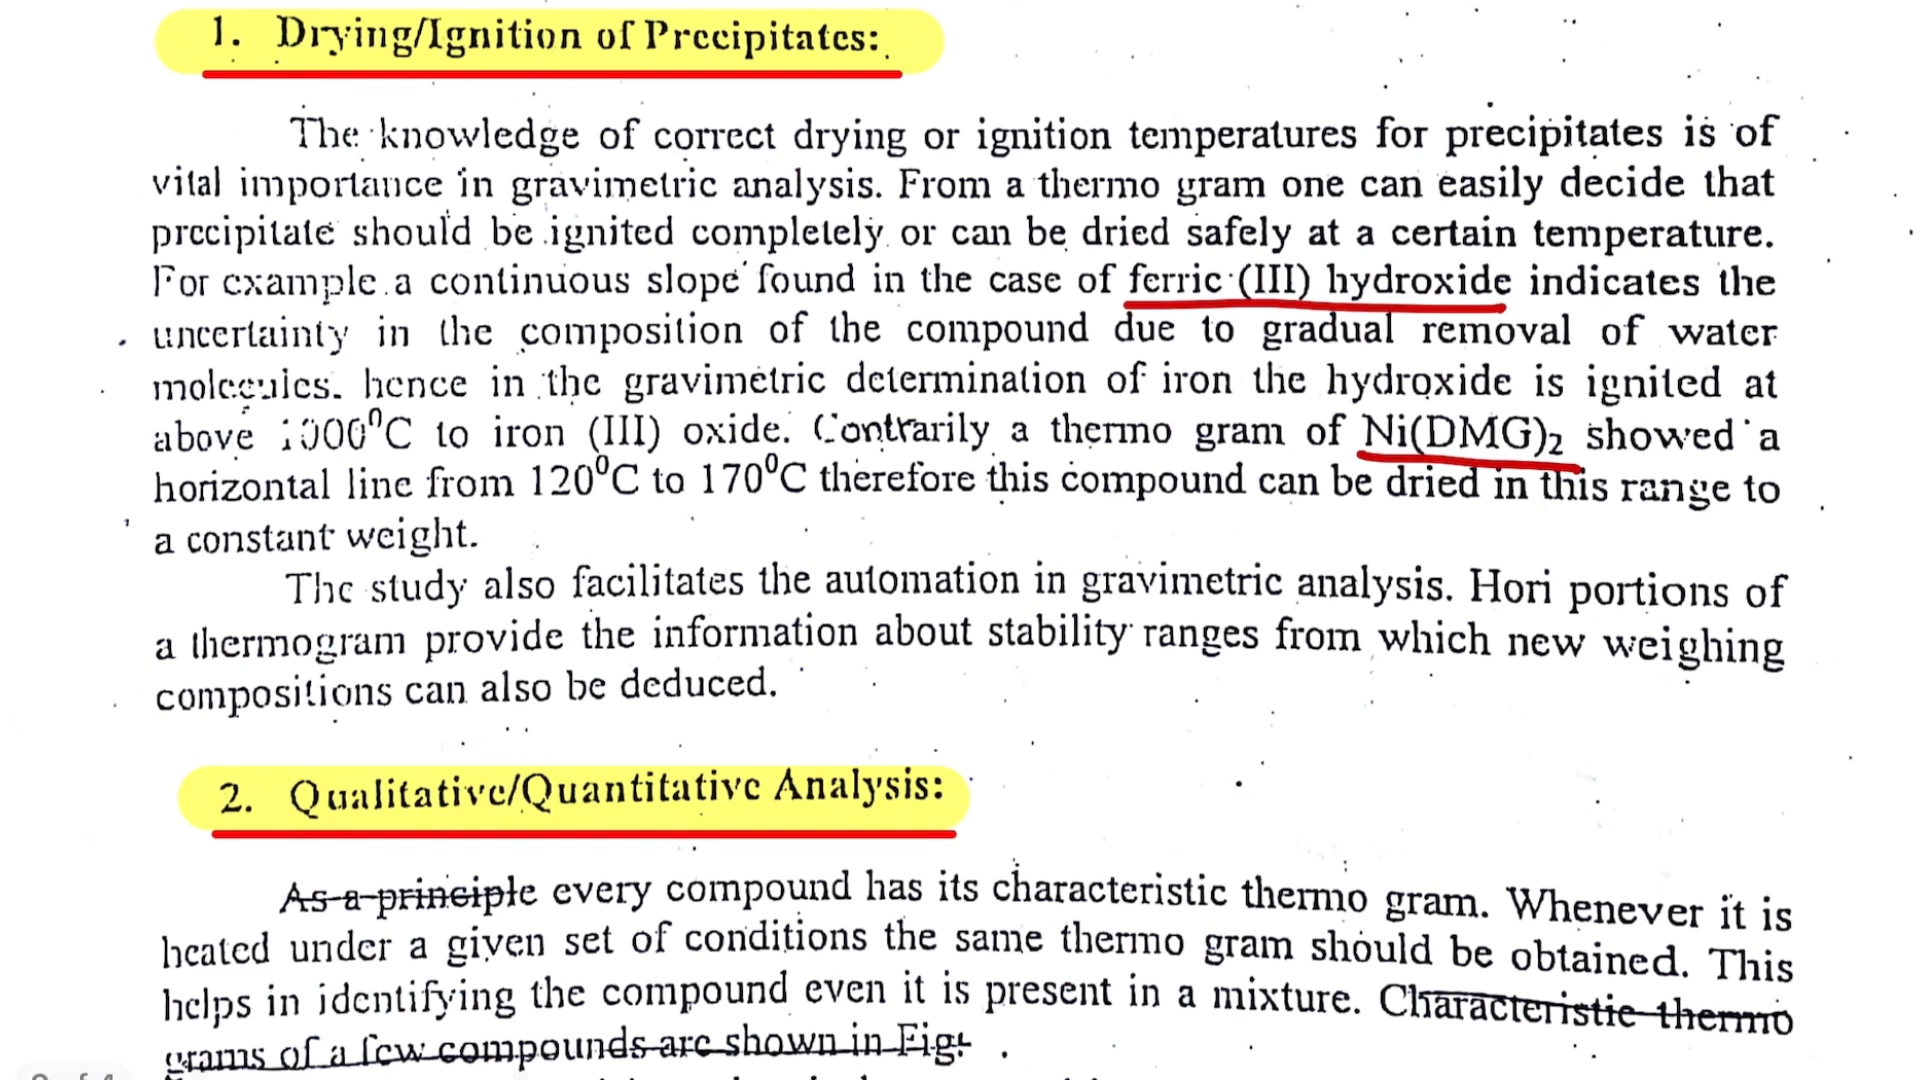 1. Drying/Ignition of Precipitates:
The knowledge of correct drying or ignition temperatures for precipitates is of
vital importance in gravimetric analysis. From a thermo gram one can easily decide that
precipitate should be ignited completely or can be dried safely at a certain temperature.
For example a continuous slope found in the case of ferric (III) hydroxide indicates the
uncertainty in the composition of the compound due to gradual removal of water
molecules. hence in the gravimetric determination of iron the hydroxide is ignited at
above 1000⁰C to iron (III) oxide. Contrarily a thermo gram of Ni(DMG)₂ showed a
horizontal line from 120⁰C to 170⁰C therefore this compound can be dried in this range to
a constant weight.
The study also facilitates the automation in gravimetric analysis. Hori portions of
a thermogram provide the information about stability ranges from which new weighing
compositions can also be deduced.
2. Qualitative/Quantitative Analysis:
As a principle every compound has its characteristic thermo gram. Whenever it is
heated under a given set of conditions the same thermo gram should be obtained. This
helps in identifying the compound even it is present in a mixture. Characteristic thermo
grams of a few compounds are shown in Fig: